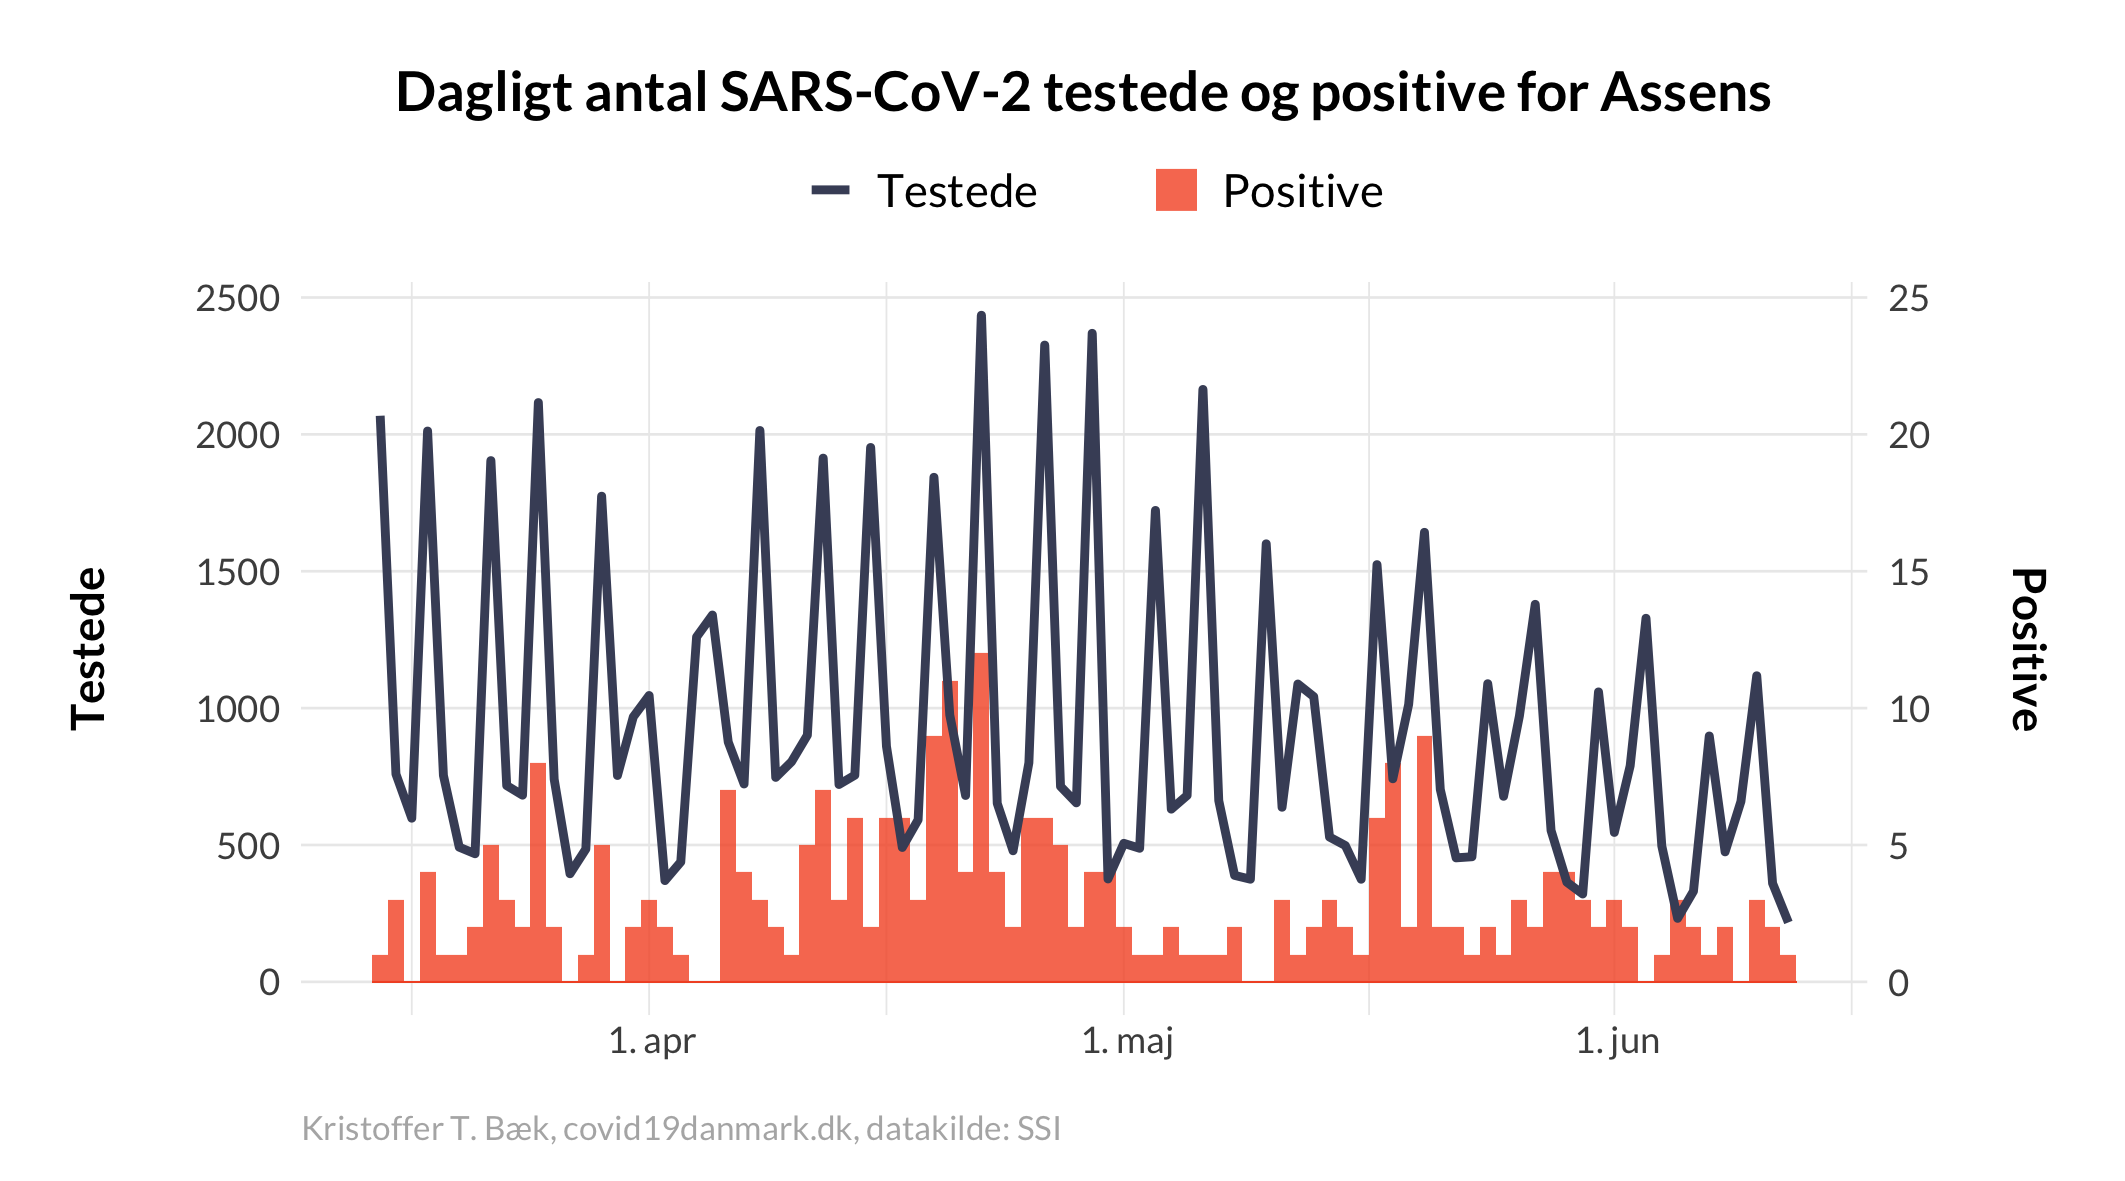 Dagligt antal SARS-CoV-2 testede og positive for Assens
Testede
Positive
2500
25
2000
20
1500
15
1000
10
500
5
0
0
Testede
Positive
1. apr
1. maj
1. jun
Kristoffer T. Bæk, covid19danmark.dk, datakilde: SSI